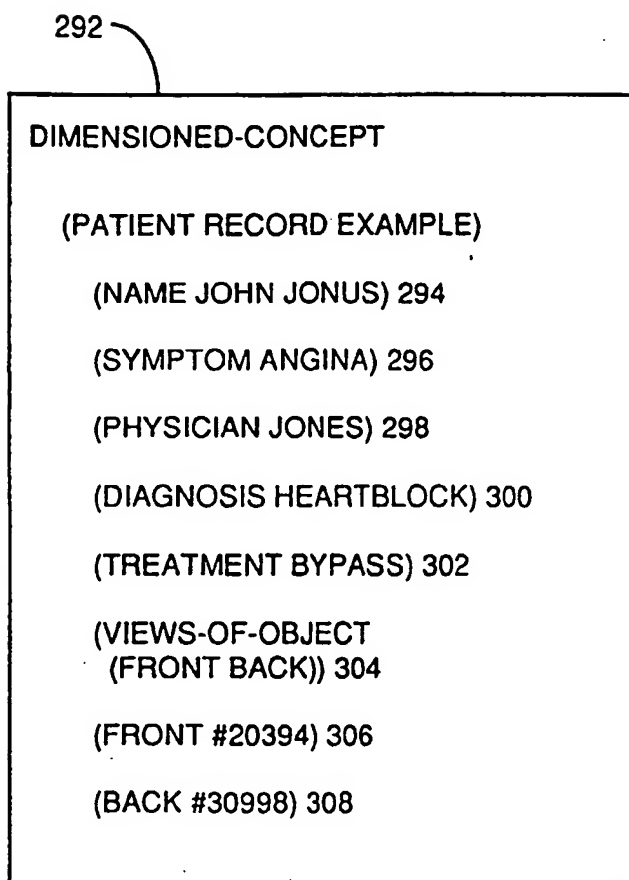 292
DIMENSIONED-CONCEPT
(PATIENT RECORD EXAMPLE)
(NAME JOHN JONUS) 294
(SYMPTOM ANGINA) 296
(PHYSICIAN JONES) 298
(DIAGNOSIS HEARTBLOCK) 300
(TREATMENT BYPASS) 302
(VIEWS-OF-OBJECT
(FRONT BACK)) 304
(FRONT #20394) 306
(BACK #30998) 308